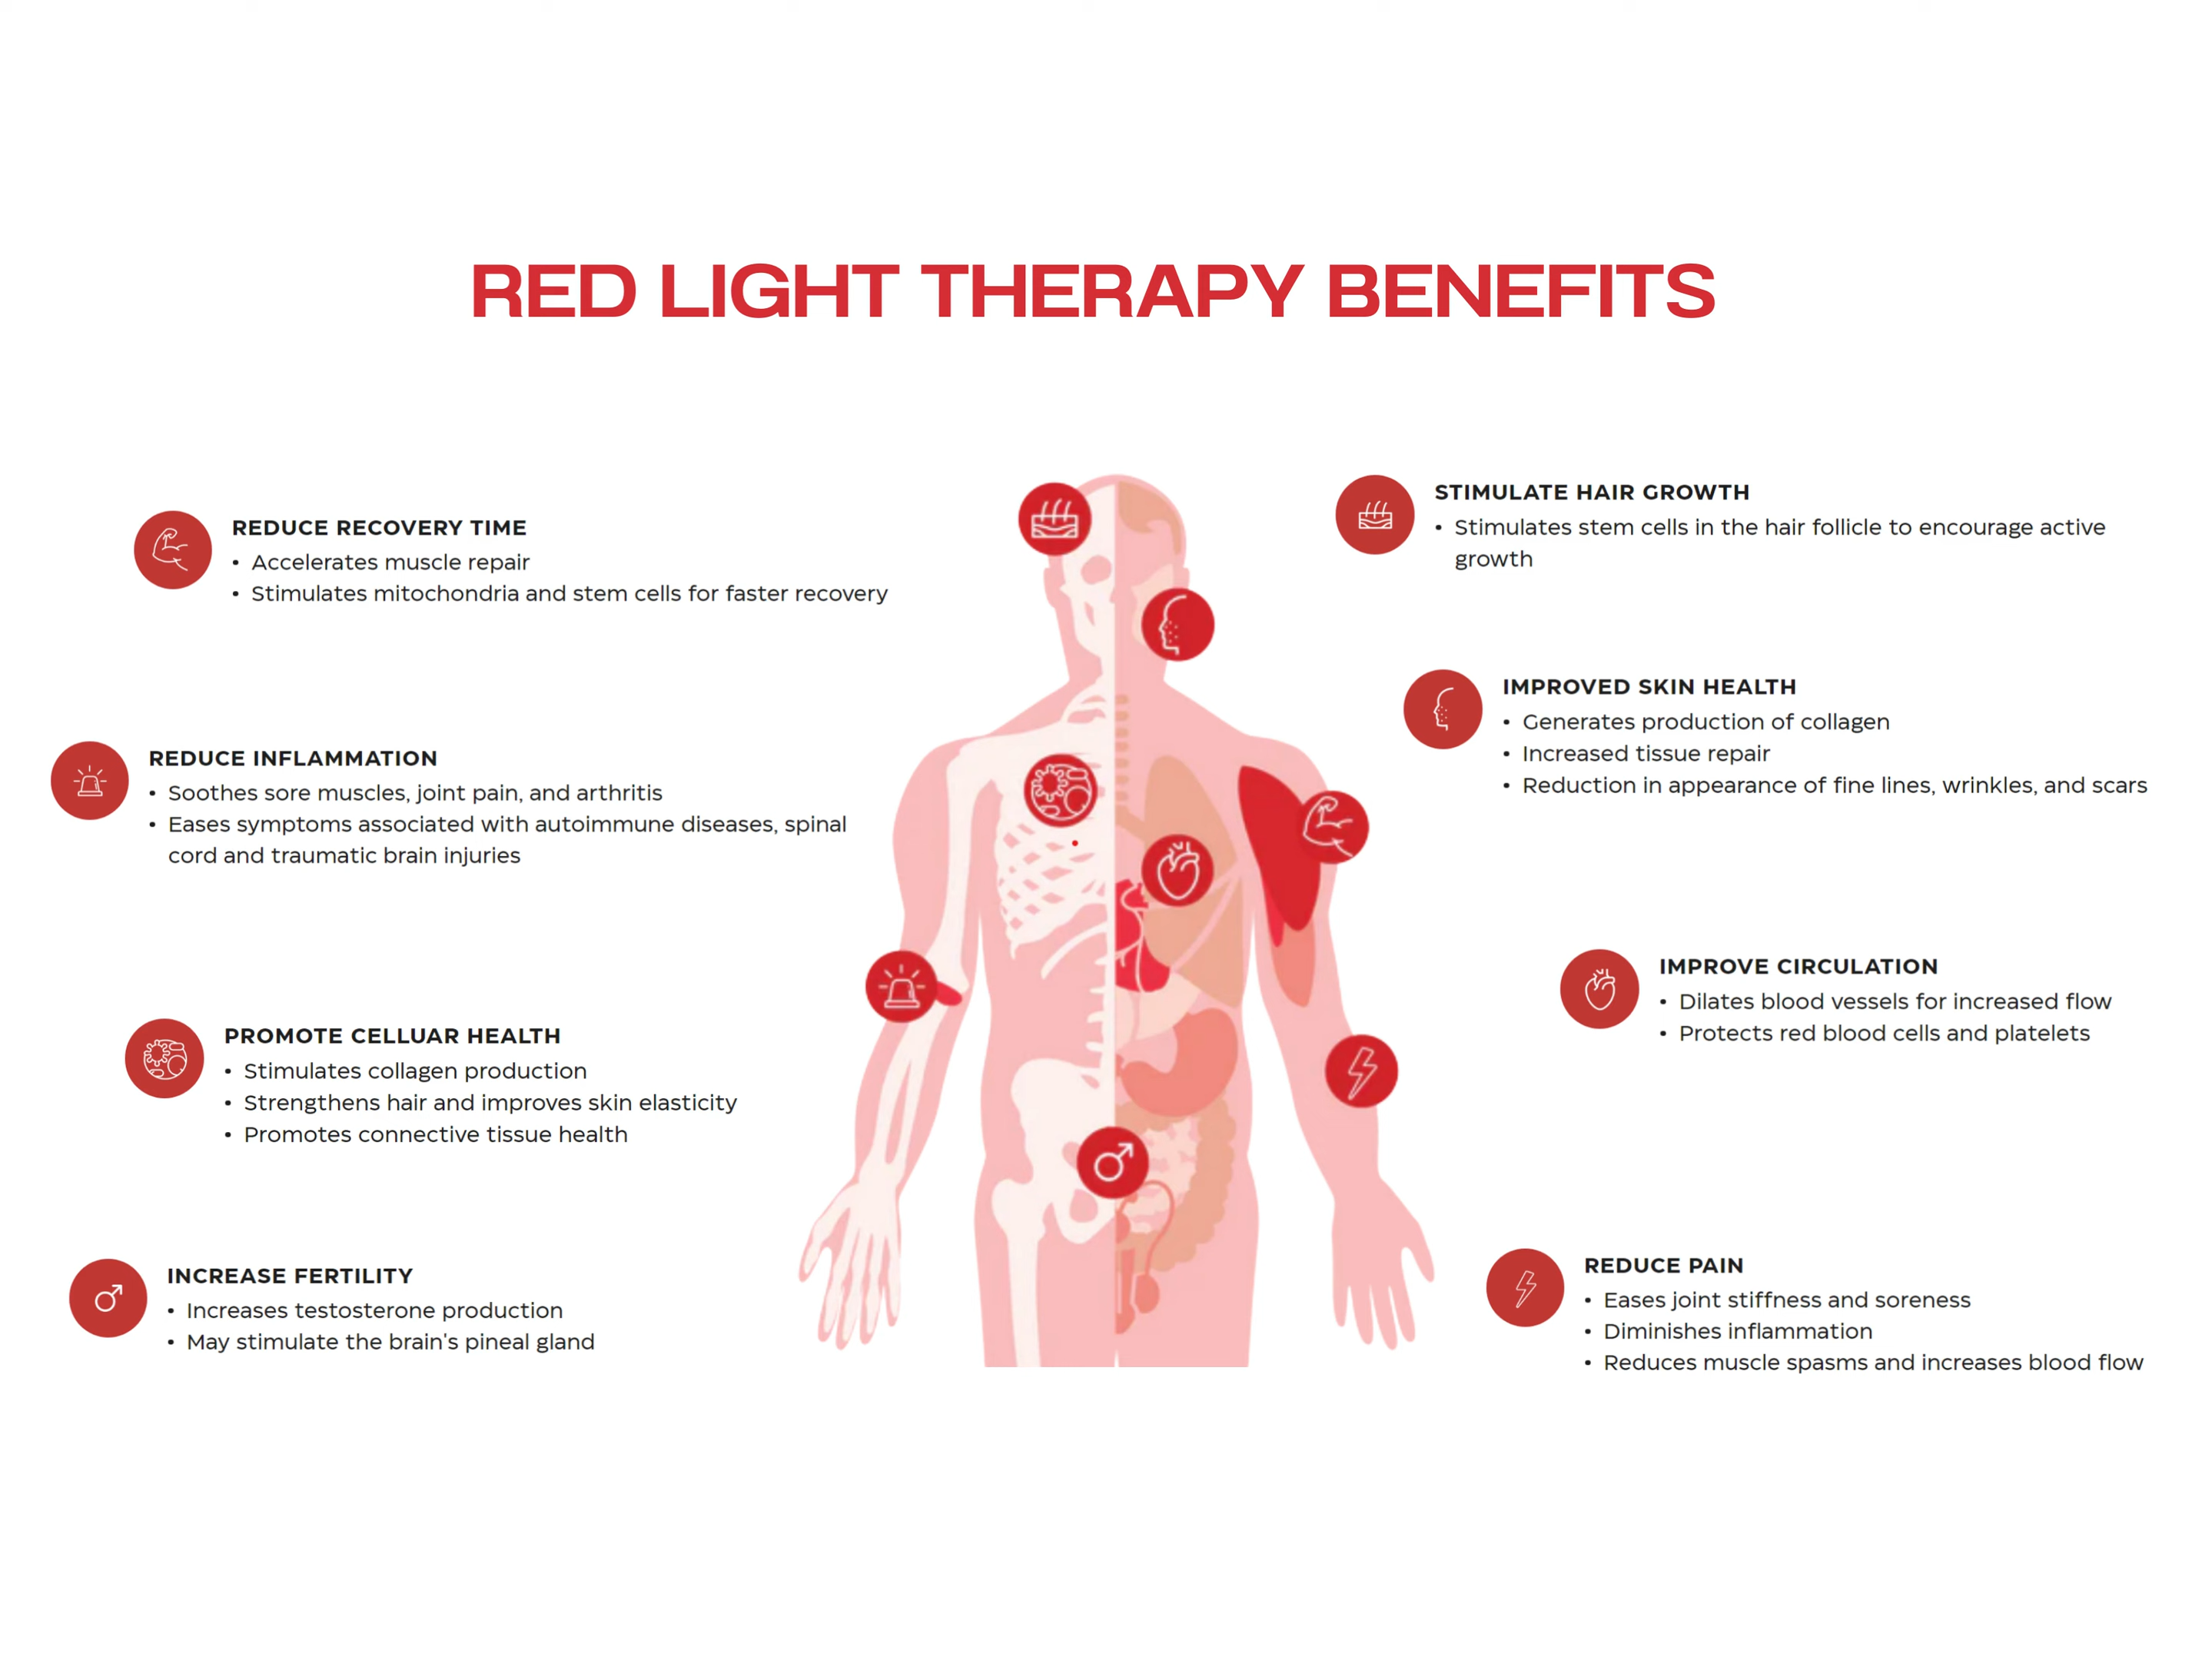 RED LIGHT THERAPY BENEFITS
REDUCE RECOVERY TIME
• Accelerates muscle repair
• Stimulates mitochondria and stem cells for faster recovery
REDUCE INFLAMMATION
• Soothes sore muscles, joint pain, and arthritis
• Eases symptoms associated with autoimmune diseases, spinal
cord and traumatic brain injuries
PROMOTE CELLUAR HEALTH
• Stimulates collagen production
• Strengthens hair and improves skin elasticity
• Promotes connective tissue health
INCREASE FERTILITY
• Increases testosterone production
• May stimulate the brain's pineal gland
STIMULATE HAIR GROWTH
• Stimulates stem cells in the hair follicle to encourage active
growth
IMPROVED SKIN HEALTH
• Generates production of collagen
• Increased tissue repair
• Reduction in appearance of fine lines, wrinkles, and scars
IMPROVE CIRCULATION
• Dilates blood vessels for increased flow
• Protects red blood cells and platelets
REDUCE PAIN
• Eases joint stiffness and soreness
• Diminishes inflammation
• Reduces muscle spasms and increases blood flow